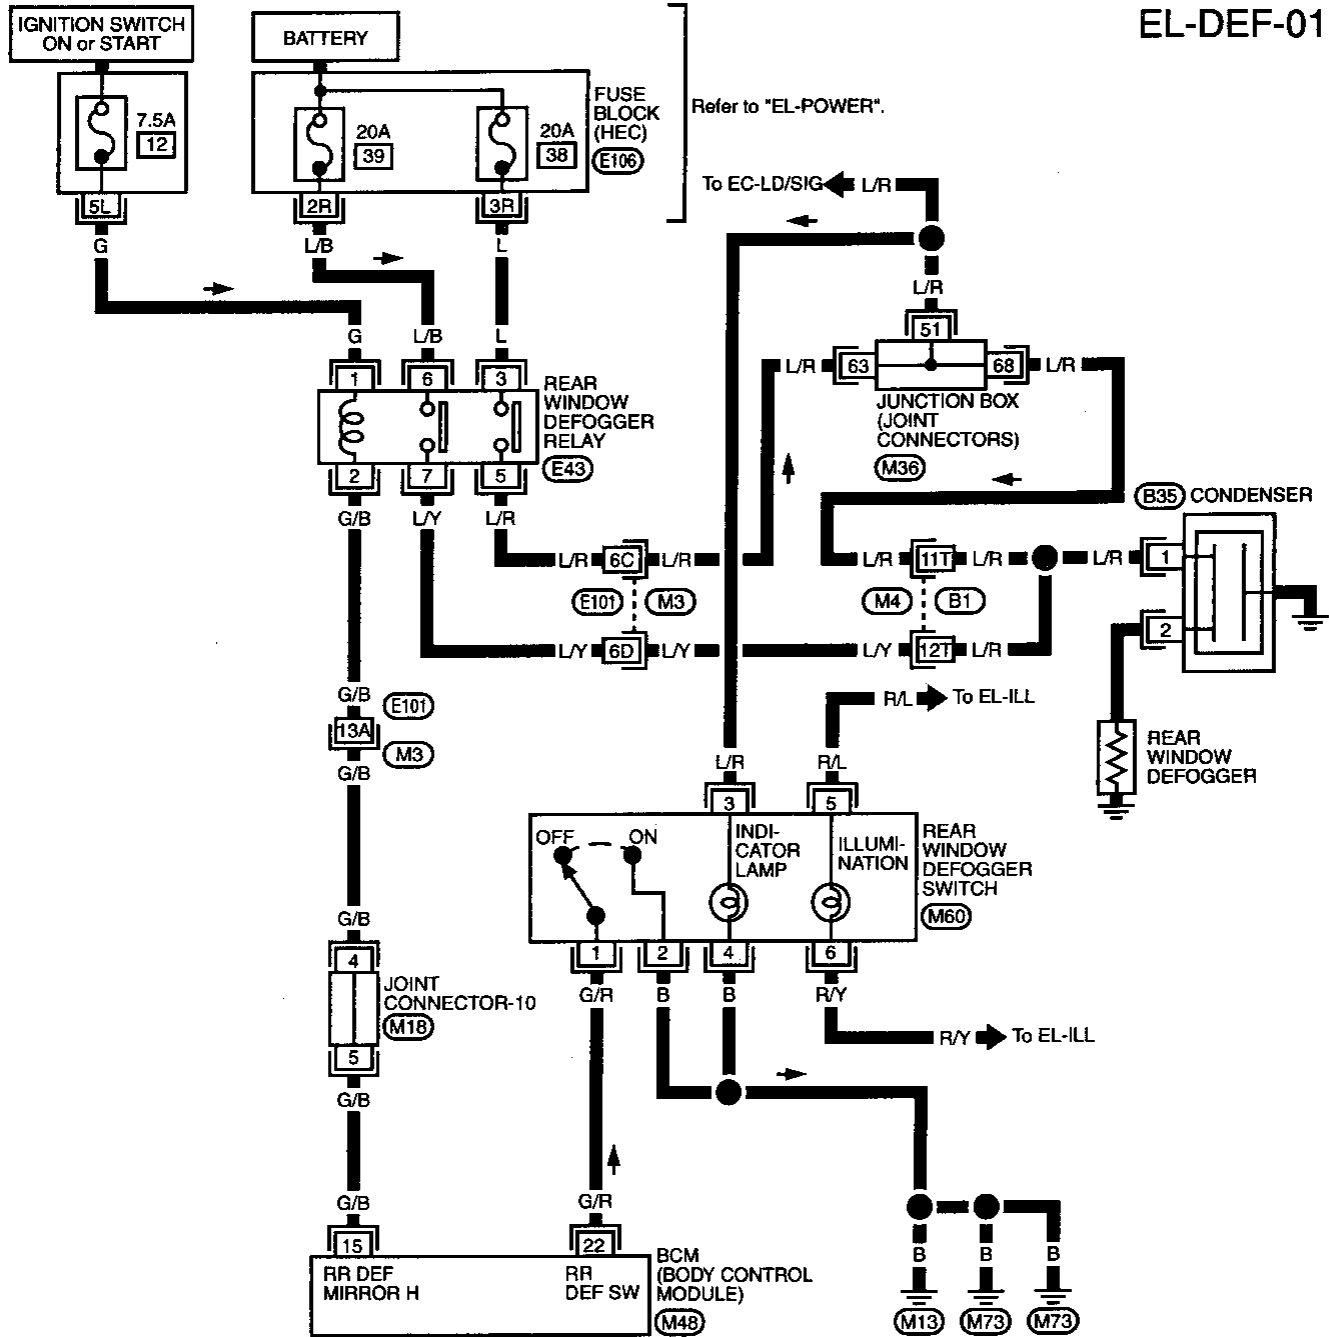 EL-DEF-01
IGNITION SWITCH
ON or START
BATTERY
7.5A
12
20A
39
20A
38
FUSE
BLOCK
(HEC)
E106
Refer to "EL-POWER".
5L
2R
3R
G
L/B
L
To EC-LD/SIG
L/R
L/R
G
L/B
L
51
1
6
3
REAR
WINDOW
DEFOGGER
RELAY
E43
L/R
63
68
L/R
JUNCTION BOX
(JOINT
CONNECTORS)
M36
2
7
5
G/B
L/Y
L/R
B35
CONDENSER
L/R
6C
L/R
L/R
11T
L/R
L/R
1
E101
M3
M4
B1
2
L/Y
6D
L/Y
L/Y
12T
L/R
G/B
E101
13A
M3
G/B
R/L
To EL-ILL
REAR
WINDOW
DEFOGGER
L/R
R/L
3
5
OFF
ON
INDI-
CATOR
LAMP
ILLUMI-
NATION
REAR
WINDOW
DEFOGGER
SWITCH
M60
1
2
4
6
G/R
B
B
R/Y
G/B
4
JOINT
CONNECTOR-10
M18
5
G/B
R/Y
To EL-ILL
G/B
G/R
15
22
RR DEF
MIRROR H
RR
DEF SW
BCM
(BODY CONTROL
MODULE)
M48
B
B
B
M13
M73
M73